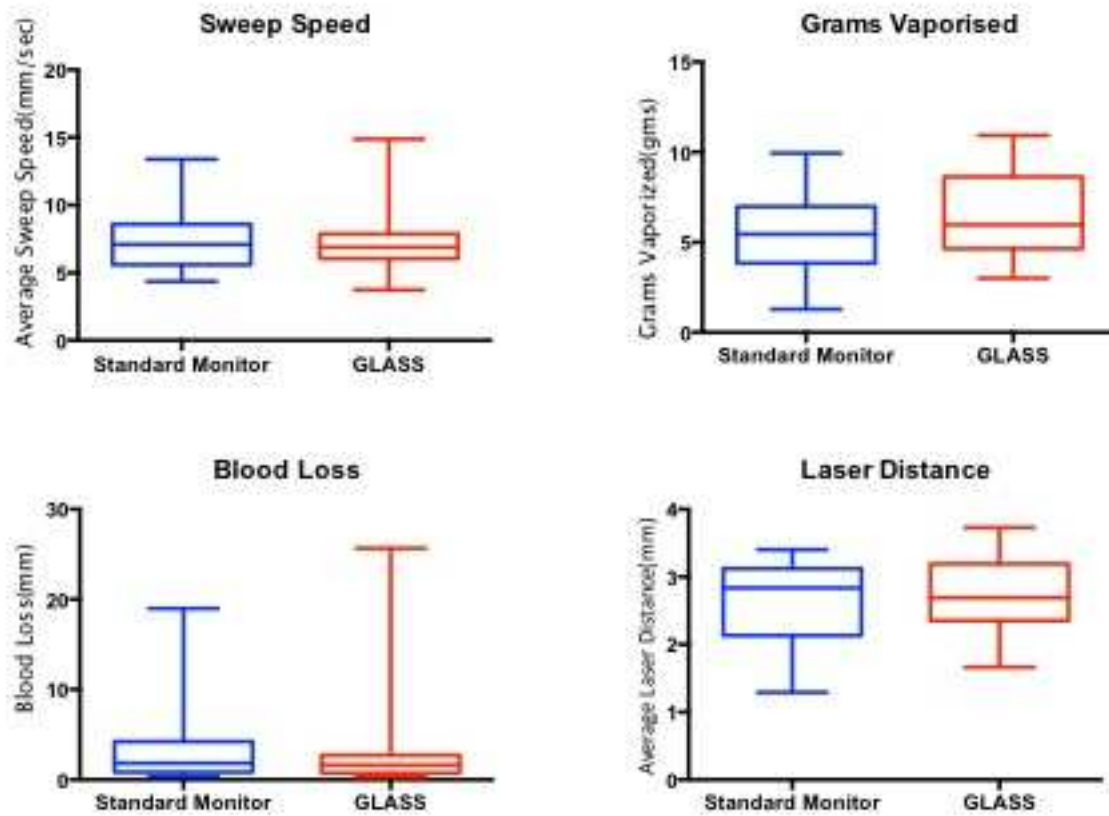 Sweep Speed
Average Sweep Speed(mm/sec)
20
15
10
5
0
Standard Monitor
GLASS
Grams Vaporised
Grams Vaporized(gms)
15
10
5
0
Standard Monitor
GLASS
Blood Loss
Blood Loss(mm)
30
20
10
0
Standard Monitor
GLASS
Laser Distance
Average Laser Distance(mm)
4
3
2
1
0
Standard Monitor
GLASS